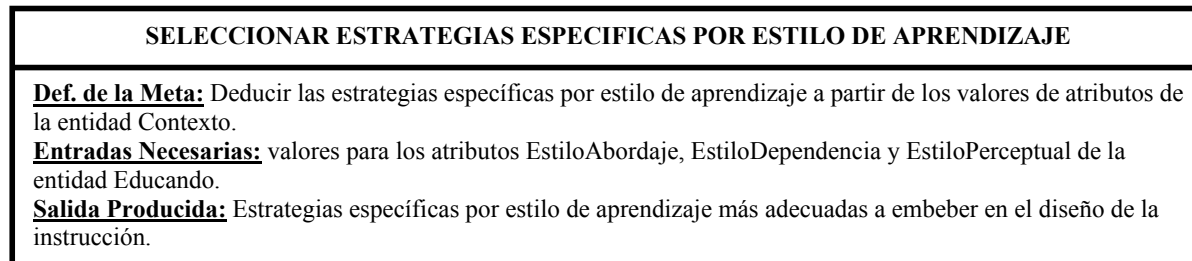 SELECCIONAR ESTRATEGIAS ESPECIFICAS POR ESTILO DE APRENDIZAJE
Def. de la Meta: Deducir las estrategias específicas por estilo de aprendizaje a partir de los valores de atributos de
la entidad Contexto.
Entradas Necesarias: valores para los atributos EstiloAbordaje, EstiloDependencia y EstiloPerceptual de la
entidad Educando.
Salida Producida: Estrategias específicas por estilo de aprendizaje más adecuadas a embeber en el diseño de la
instrucción.